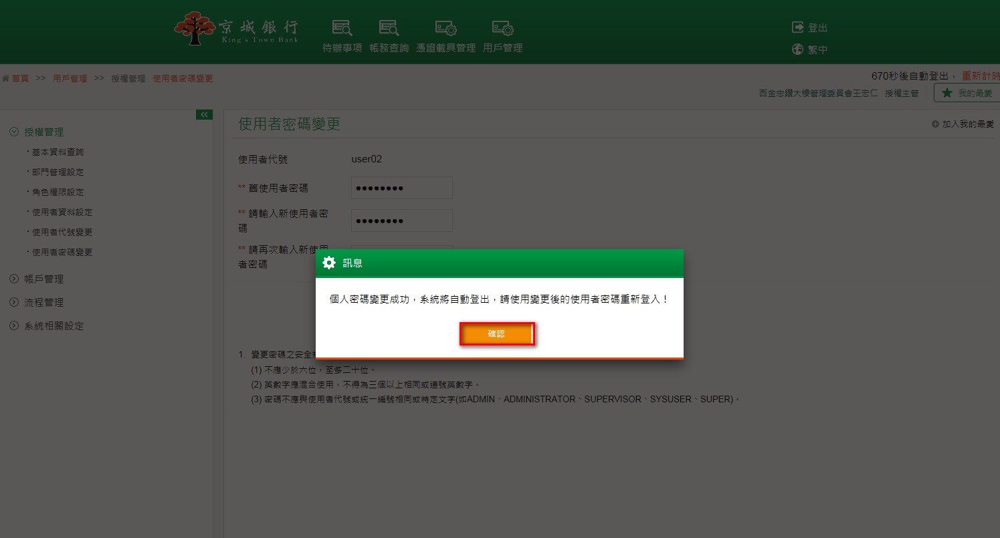 京城銀行
King's Town Bank
待辦事項 帳務查詢 憑證載具管理 用戶管理
登出
繁中
首頁 >> 用戶管理 >> 授權管理 使用者密碼變更
670秒後自動登出， 重新計時
西金忠鑽大樓管理委員會王宏仁 授權主管 我的最愛
授權管理
使用者密碼變更
加入我的最愛
‧基本資料查詢
‧部門管理設定
‧角色權限設定
‧使用者資料設定
‧使用者代號變更
‧使用者密碼變更
帳戶管理
流程管理
系統相關設定
使用者代號 user02
** 舊使用者密碼 ●●●●●●●●
** 請輸入新使用者密
碼 ●●●●●●●●
** 請再次輸入新使用
者密碼
訊息
個人密碼變更成功，系統將自動登出，請使用變更後的使用者密碼重新登入！
確認
1. 變更密碼之安全
(1) 不應少於六位，至多二十位。
(2) 英數字應混合使用，不得為三個以上相同或連號英數字。
(3) 密碼不應與使用者代號或統一編號相同或特定文字(如ADMIN、ADMINISTRATOR、SUPERVISOR、SYSUSER、SUPER)。